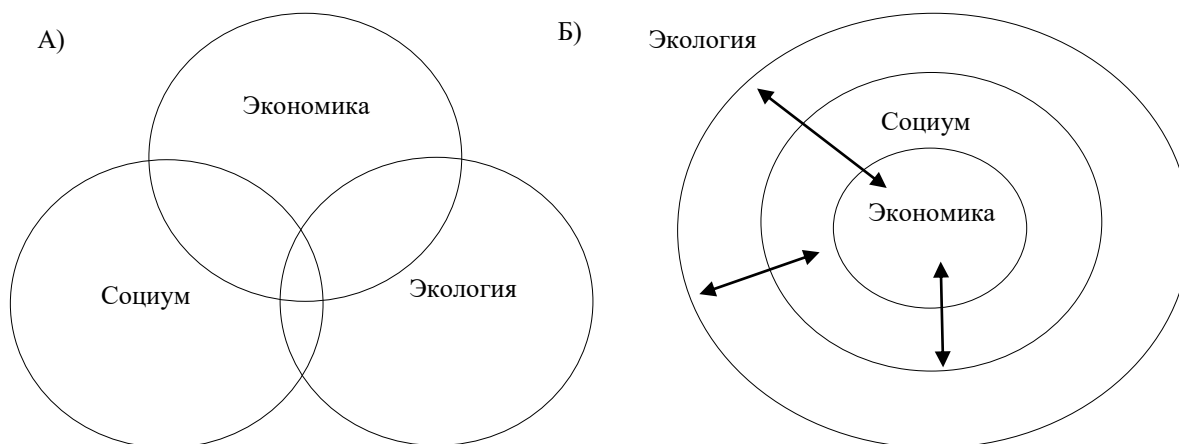 А)
Экономика
Социум
Экология
Б)
Экология
Социум
Экономика